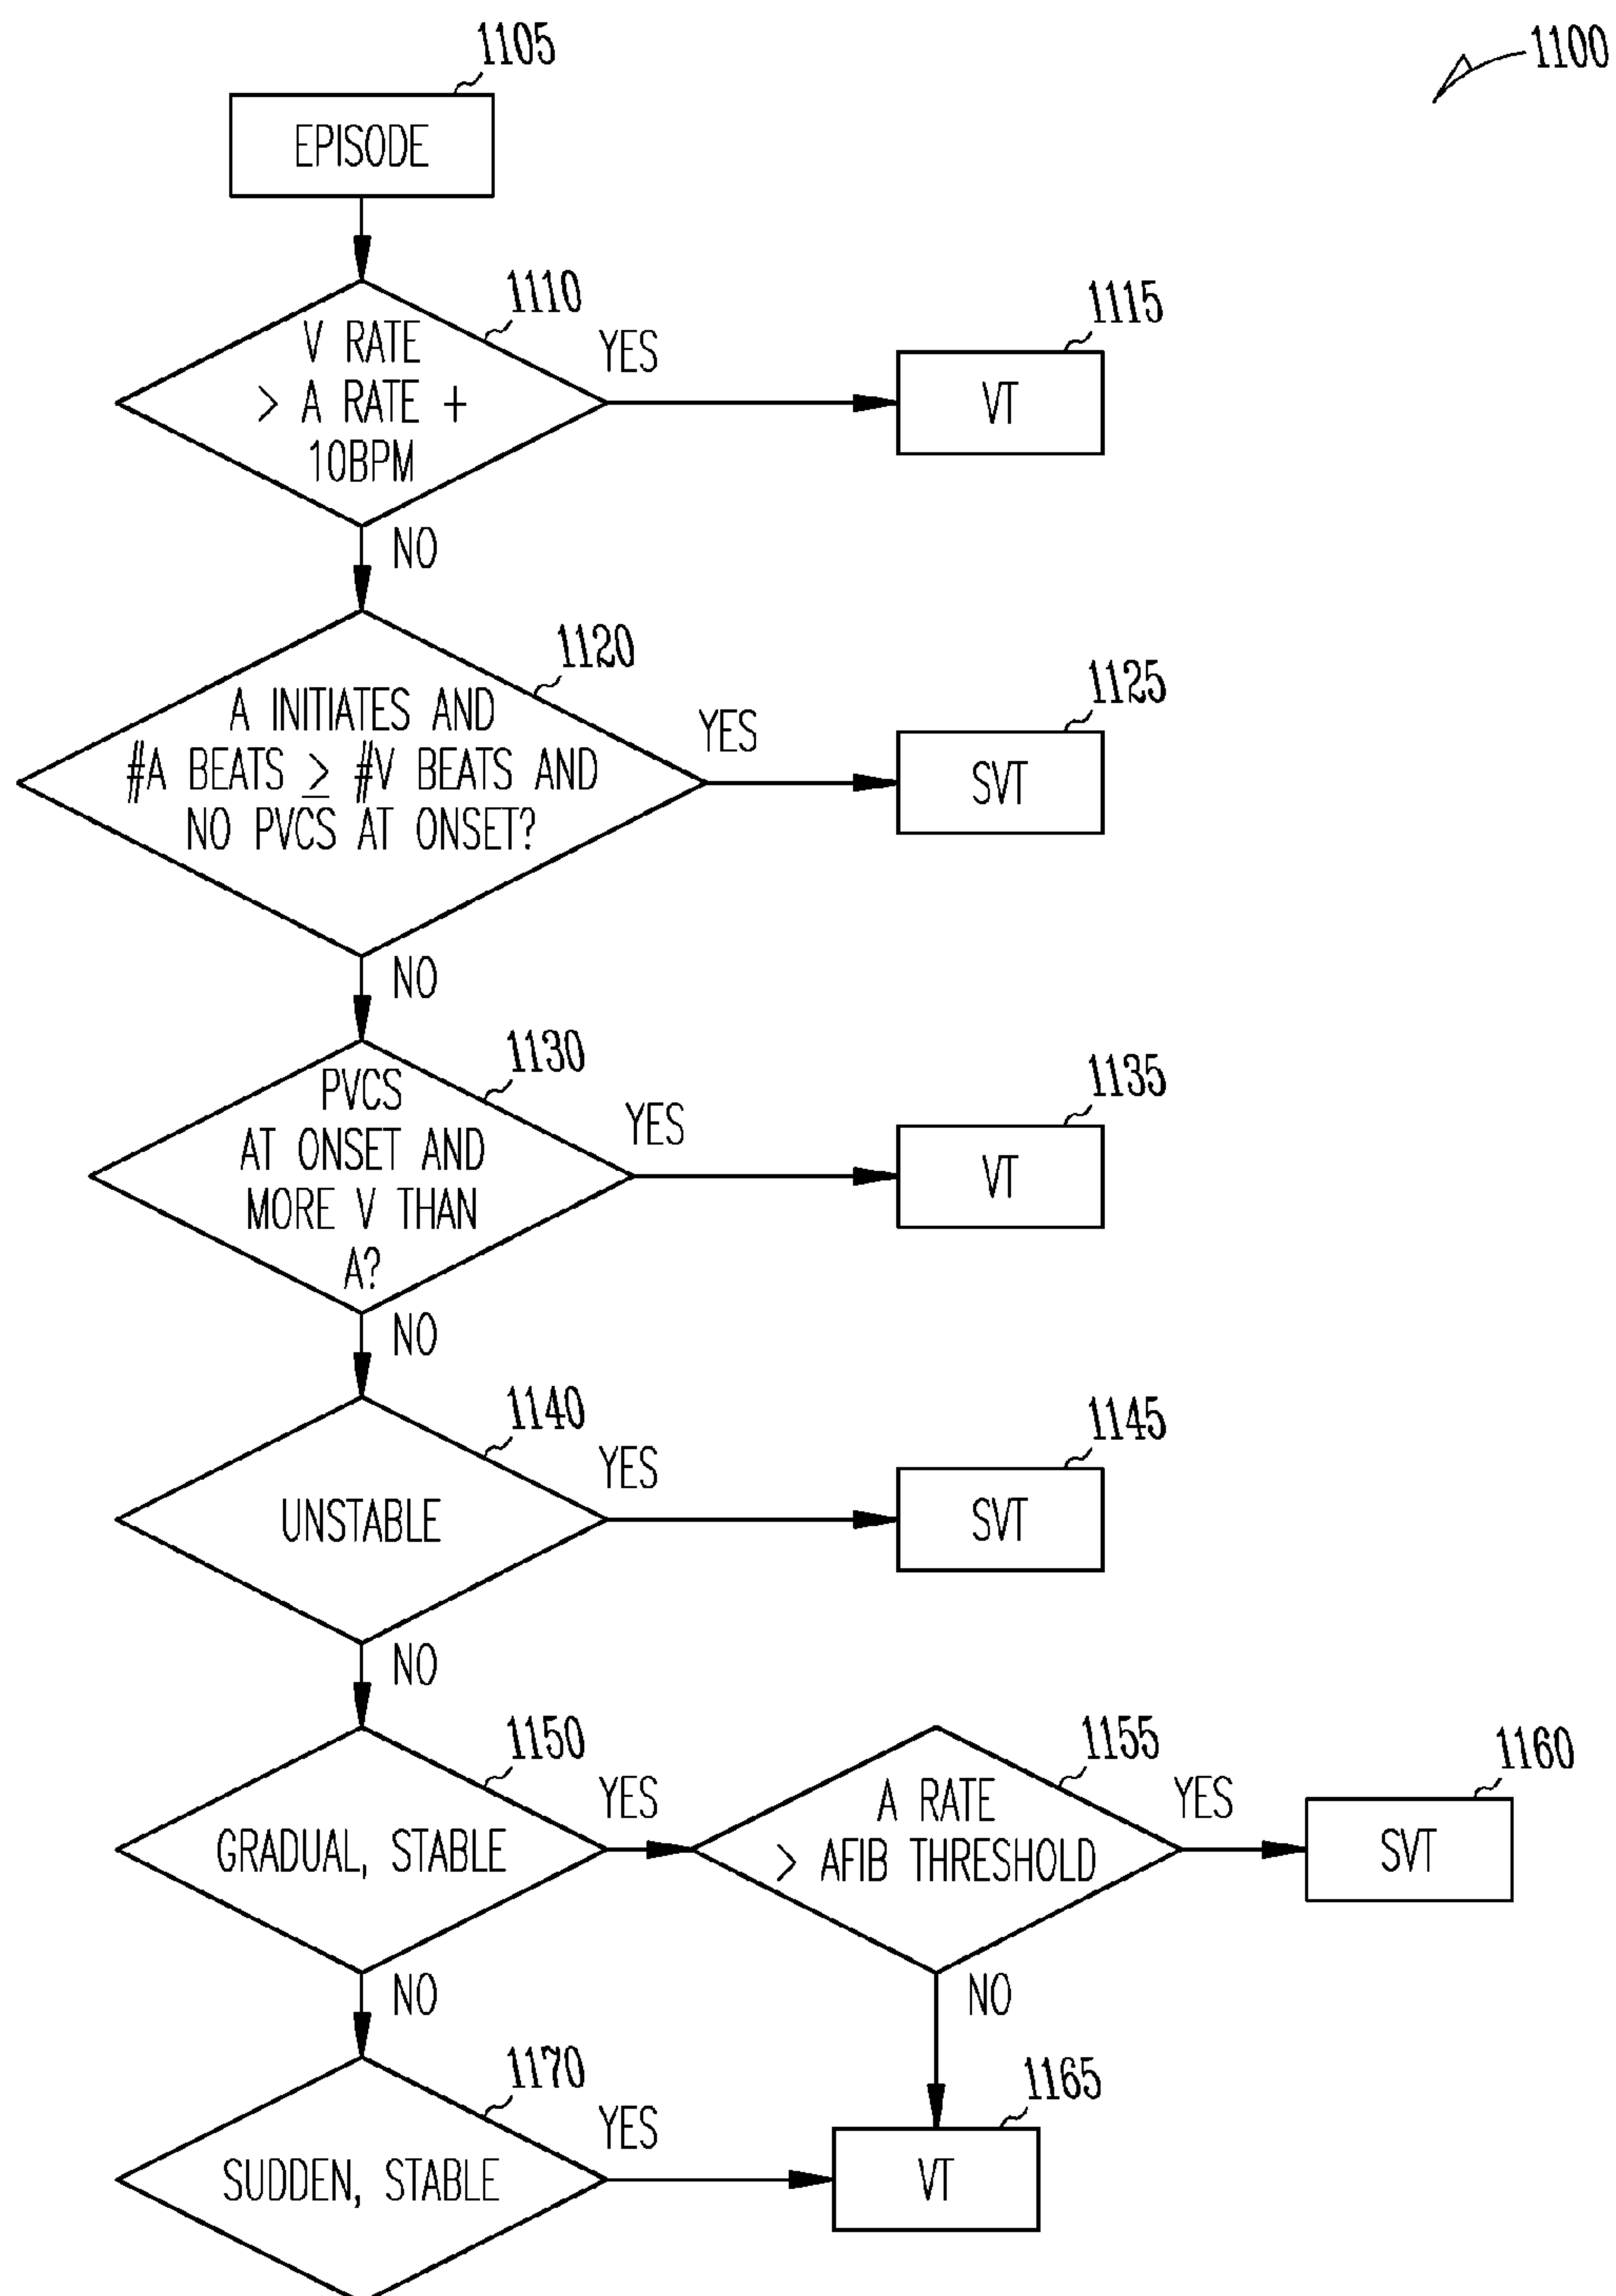 1100
1105
EPISODE
1110
V RATE
> A RATE +
10BPM
YES
1115
VT
NO
1120
A INITIATES AND
#A BEATS ≥ #V BEATS AND
NO PVCS AT ONSET?
YES
1125
SVT
NO
1130
PVCS
AT ONSET AND
MORE V THAN
A?
YES
1135
VT
NO
1140
UNSTABLE
YES
1145
SVT
NO
1150
GRADUAL, STABLE
YES
1155
A RATE
> AFIB THRESHOLD
YES
1160
SVT
NO
NO
1170
SUDDEN, STABLE
YES
1165
VT